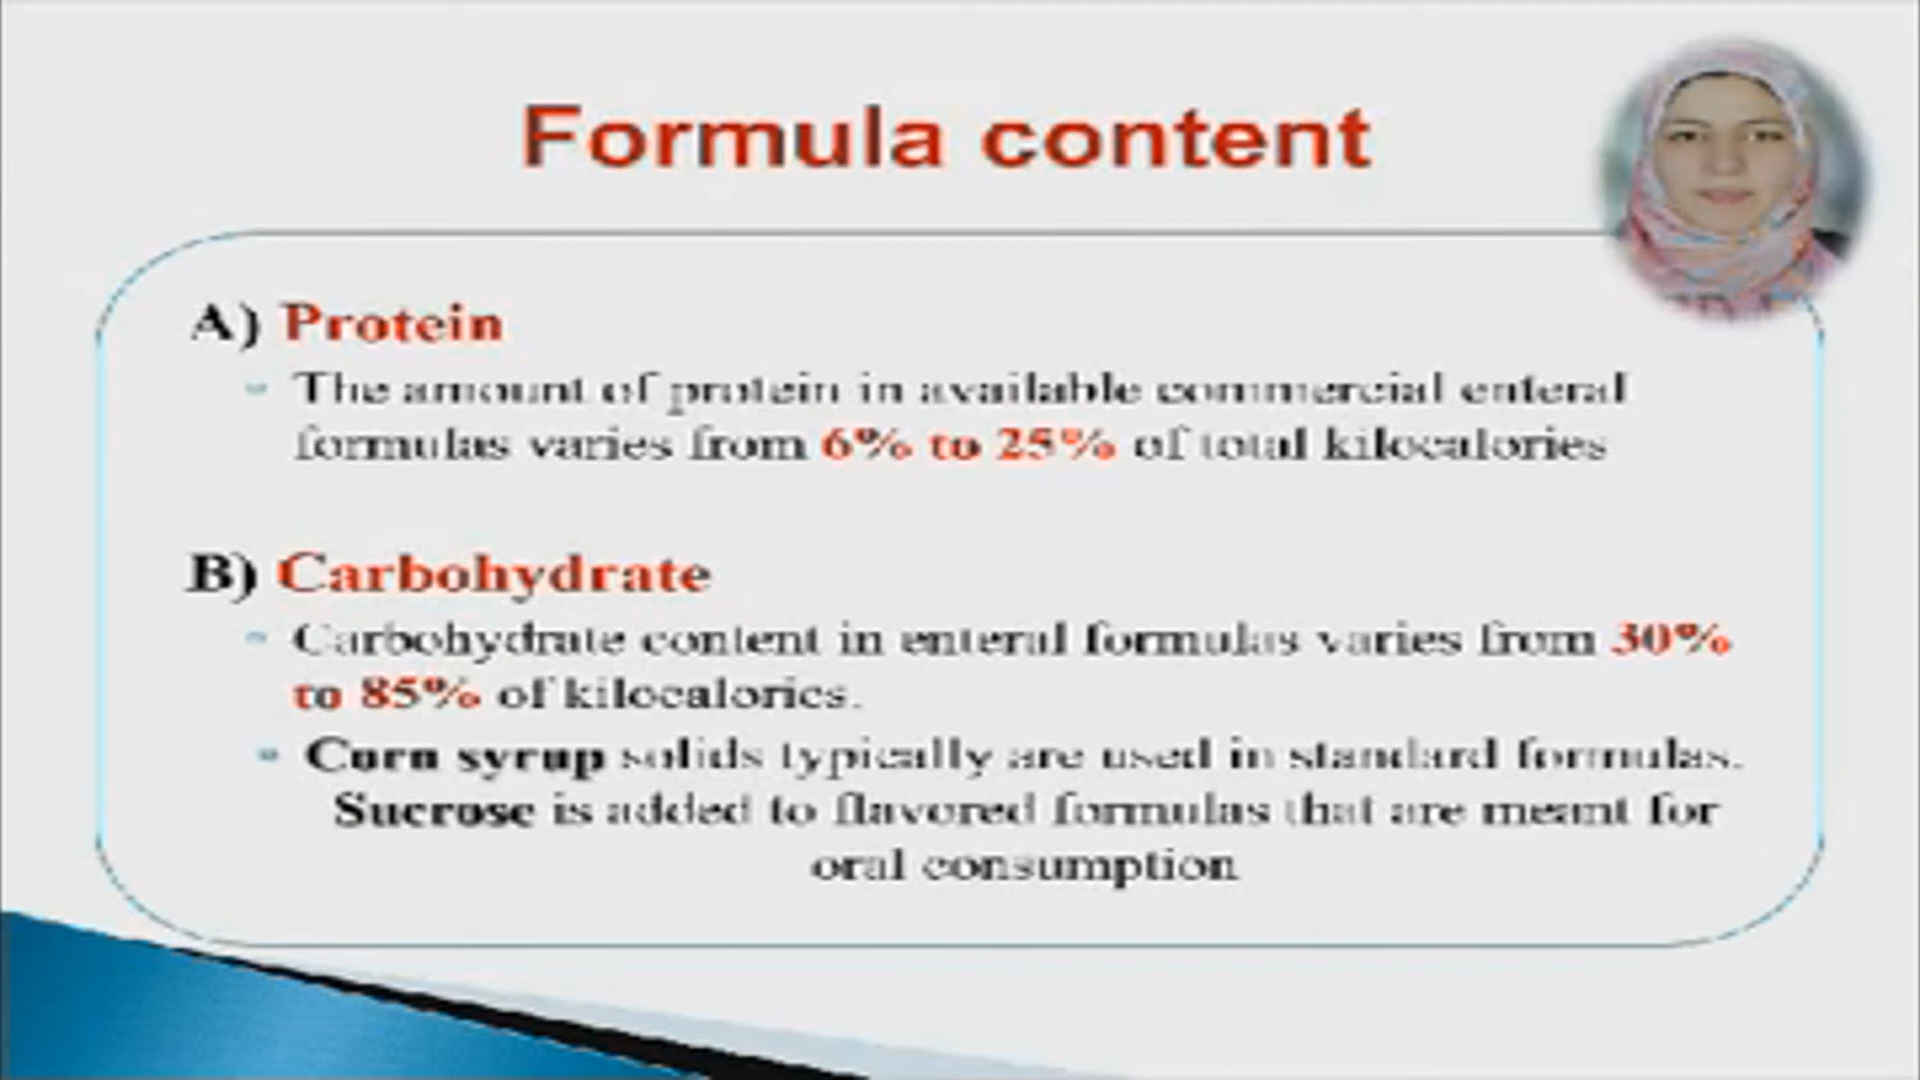 Formula content
A) Protein
The amount of protein in available commercial enteral
formulas varies from 6% to 25% of total kilocalories
B) Carbohydrate
Carbohydrate content in enteral formulas varies from 30%
to 85% of kilocalories.
Corn syrup solids typically are used in standard formulas.
Sucrose is added to flavored formulas that are meant for
oral consumption